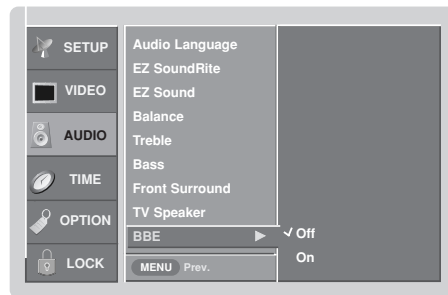 SETUP
VIDEO
AUDIO
TIME
OPTION
LOCK
Audio Language
EZ SoundRite
EZ Sound
Balance
Treble
Bass
Front Surround
TV Speaker
BBE
MENU Prev.
Off
On